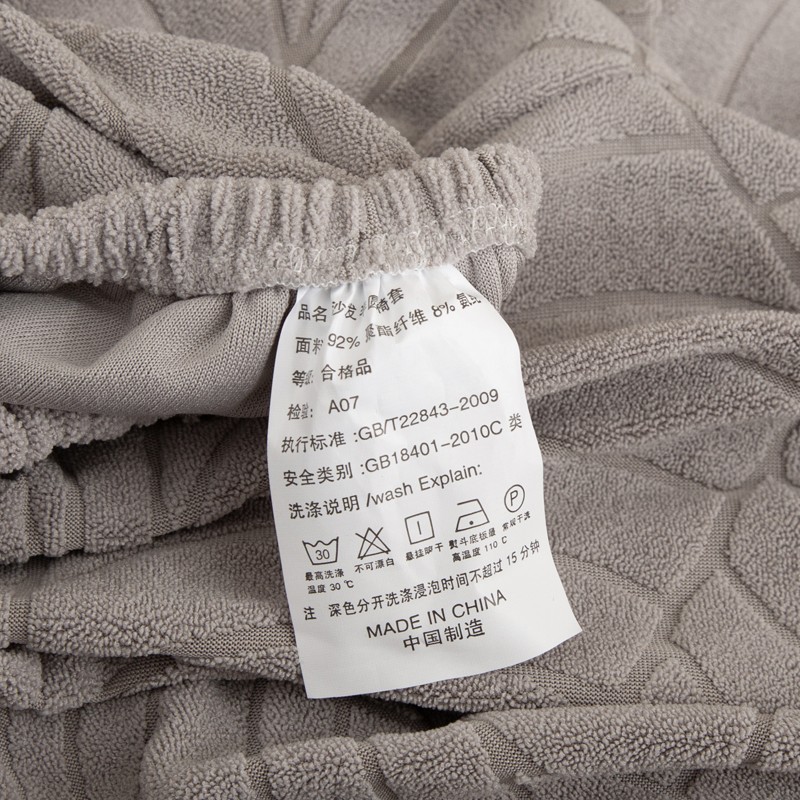 品名 沙发 套
面料 92% 聚酯纤维 8% 氨纶
等级 合格品
检验: A07
执行标准 :GB/T22843-2009
安全类别 :GB18401-2010C 类
洗涤说明 /wash Explain:
30
P
最高洗涤温度 30 ℃
不可漂白
悬挂晾干
熨斗底板最高温度 110 ℃
常规干洗
注 深色分开洗涤浸泡时间不超过 15 分钟
MADE IN CHINA
中国制造